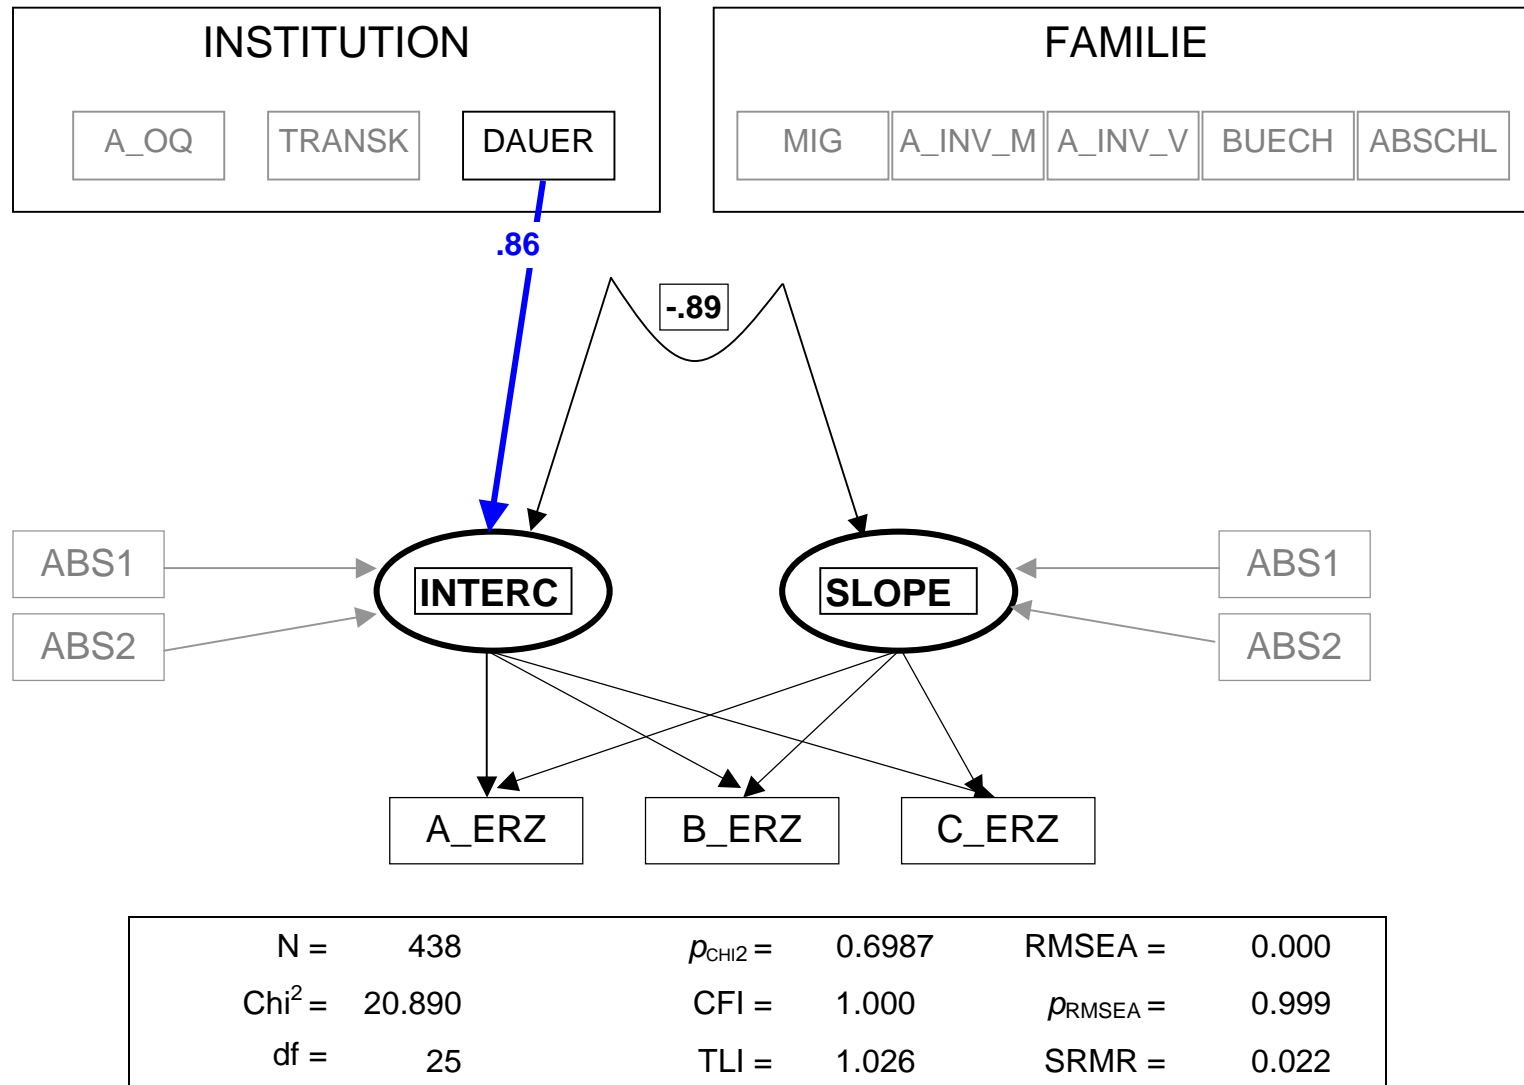 INSTITUTION
FAMILIE
A_OQ TRANSK DAUER
MIG A_INV_M A_INV_V BUECH ABSCHL
.86
-.89
ABS1
ABS2
INTERC
SLOPE
ABS1
ABS2
A_ERZ B_ERZ C_ERZ
N = 438 pCHI2 = 0.6987 RMSEA = 0.000
Chi² = 20.890 CFI = 1.000 pRMSEA = 0.999
df = 25 TLI = 1.026 SRMR = 0.022